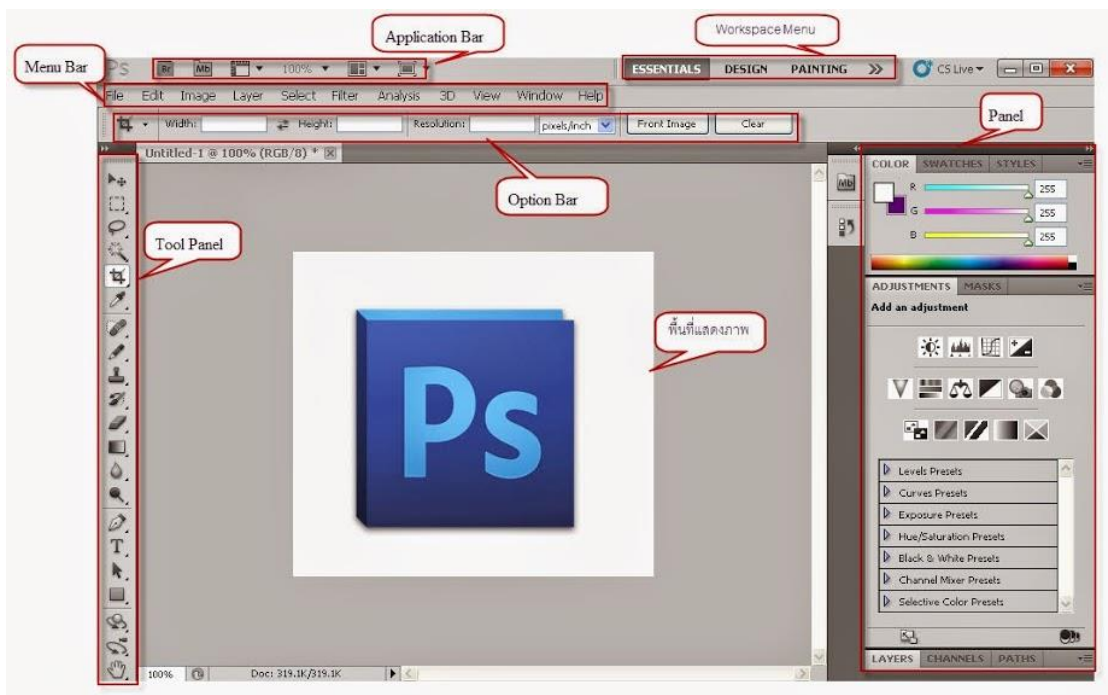 Application Bar
Workspace Menu
Menu Bar
Ps Br Mb 100% ESSENTIALS DESIGN PAINTING CS Live
File Edit Image Layer Select Filter Analysis 3D View Window Help
Width: Height: Resolution: pixels/inch Front Image Clear
Panel
Untitled-1 @ 100% (RGB/8) *
Option Bar
Mb
COLOR SWATCHES STYLES
R 255
G 255
B 255
Tool Panel
ADJUSTMENTS MASKS
Add an adjustment
พื้นที่แสดงภาพ
Ps
Levels Presets
Curves Presets
Exposure Presets
Hue/Saturation Presets
Black & White Presets
Channel Mixer Presets
Selective Color Presets
T
100% Doc: 319.1K/319.1K
LAYERS CHANNELS PATHS